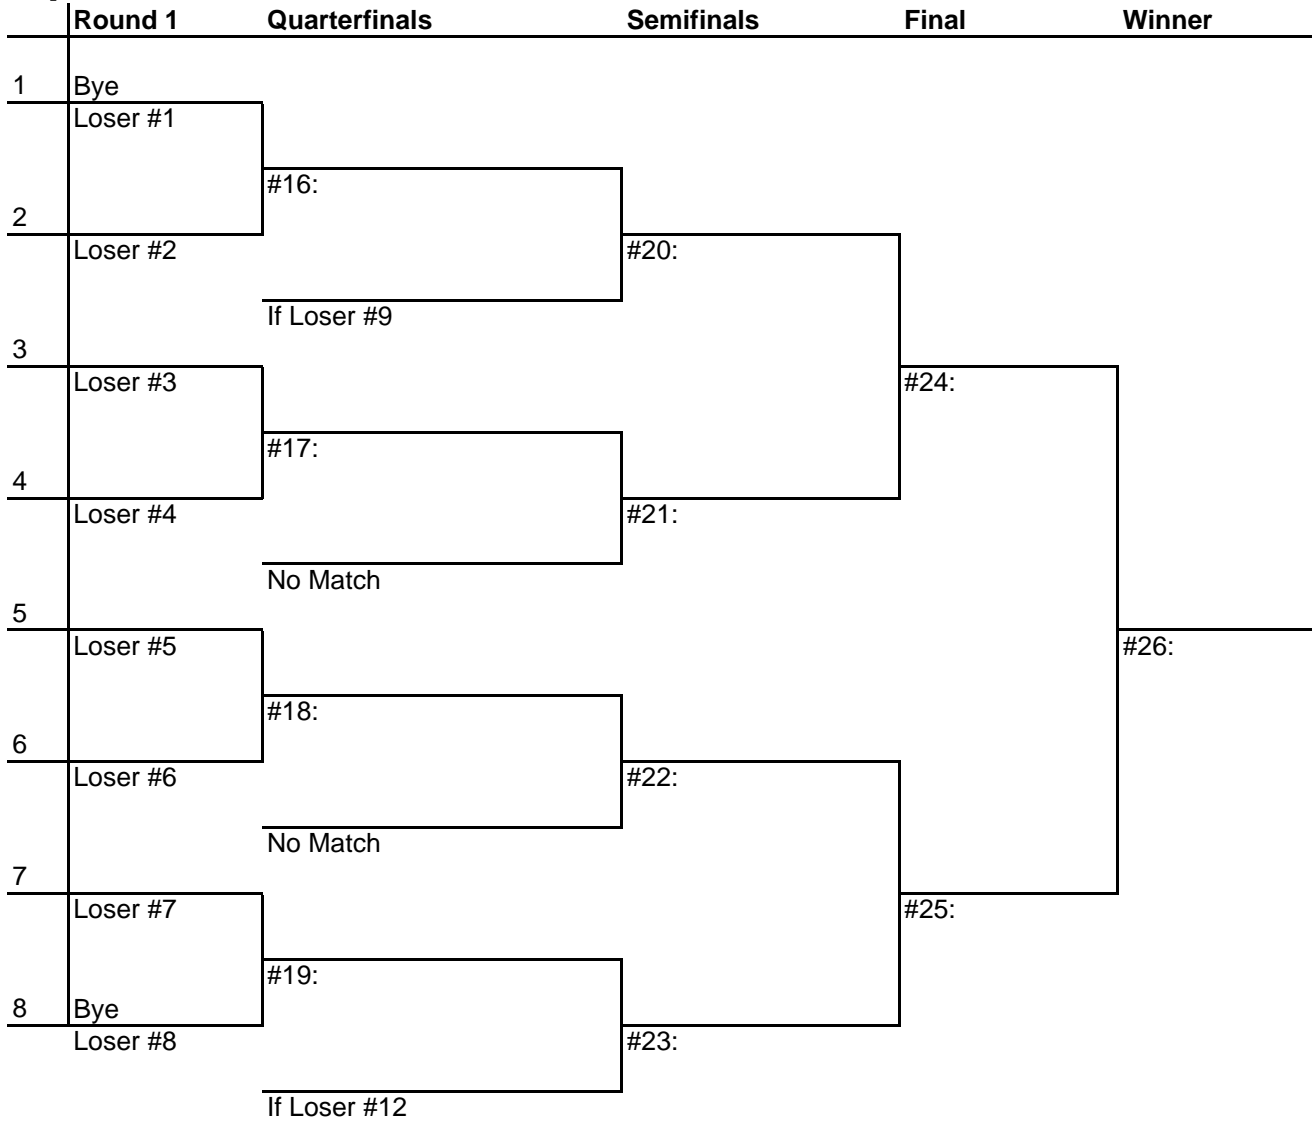 Round 1 Quarterfinals Semifinals Final Winner
1 Bye
Loser #1
#16:
2
Loser #2 #20:
If Loser #9
3
Loser #3 #24:
#17:
4
Loser #4 #21:
No Match
5
Loser #5 #26:
#18:
6
Loser #6 #22:
No Match
7
Loser #7 #25:
#19:
8 Bye
Loser #8 #23:
If Loser #12